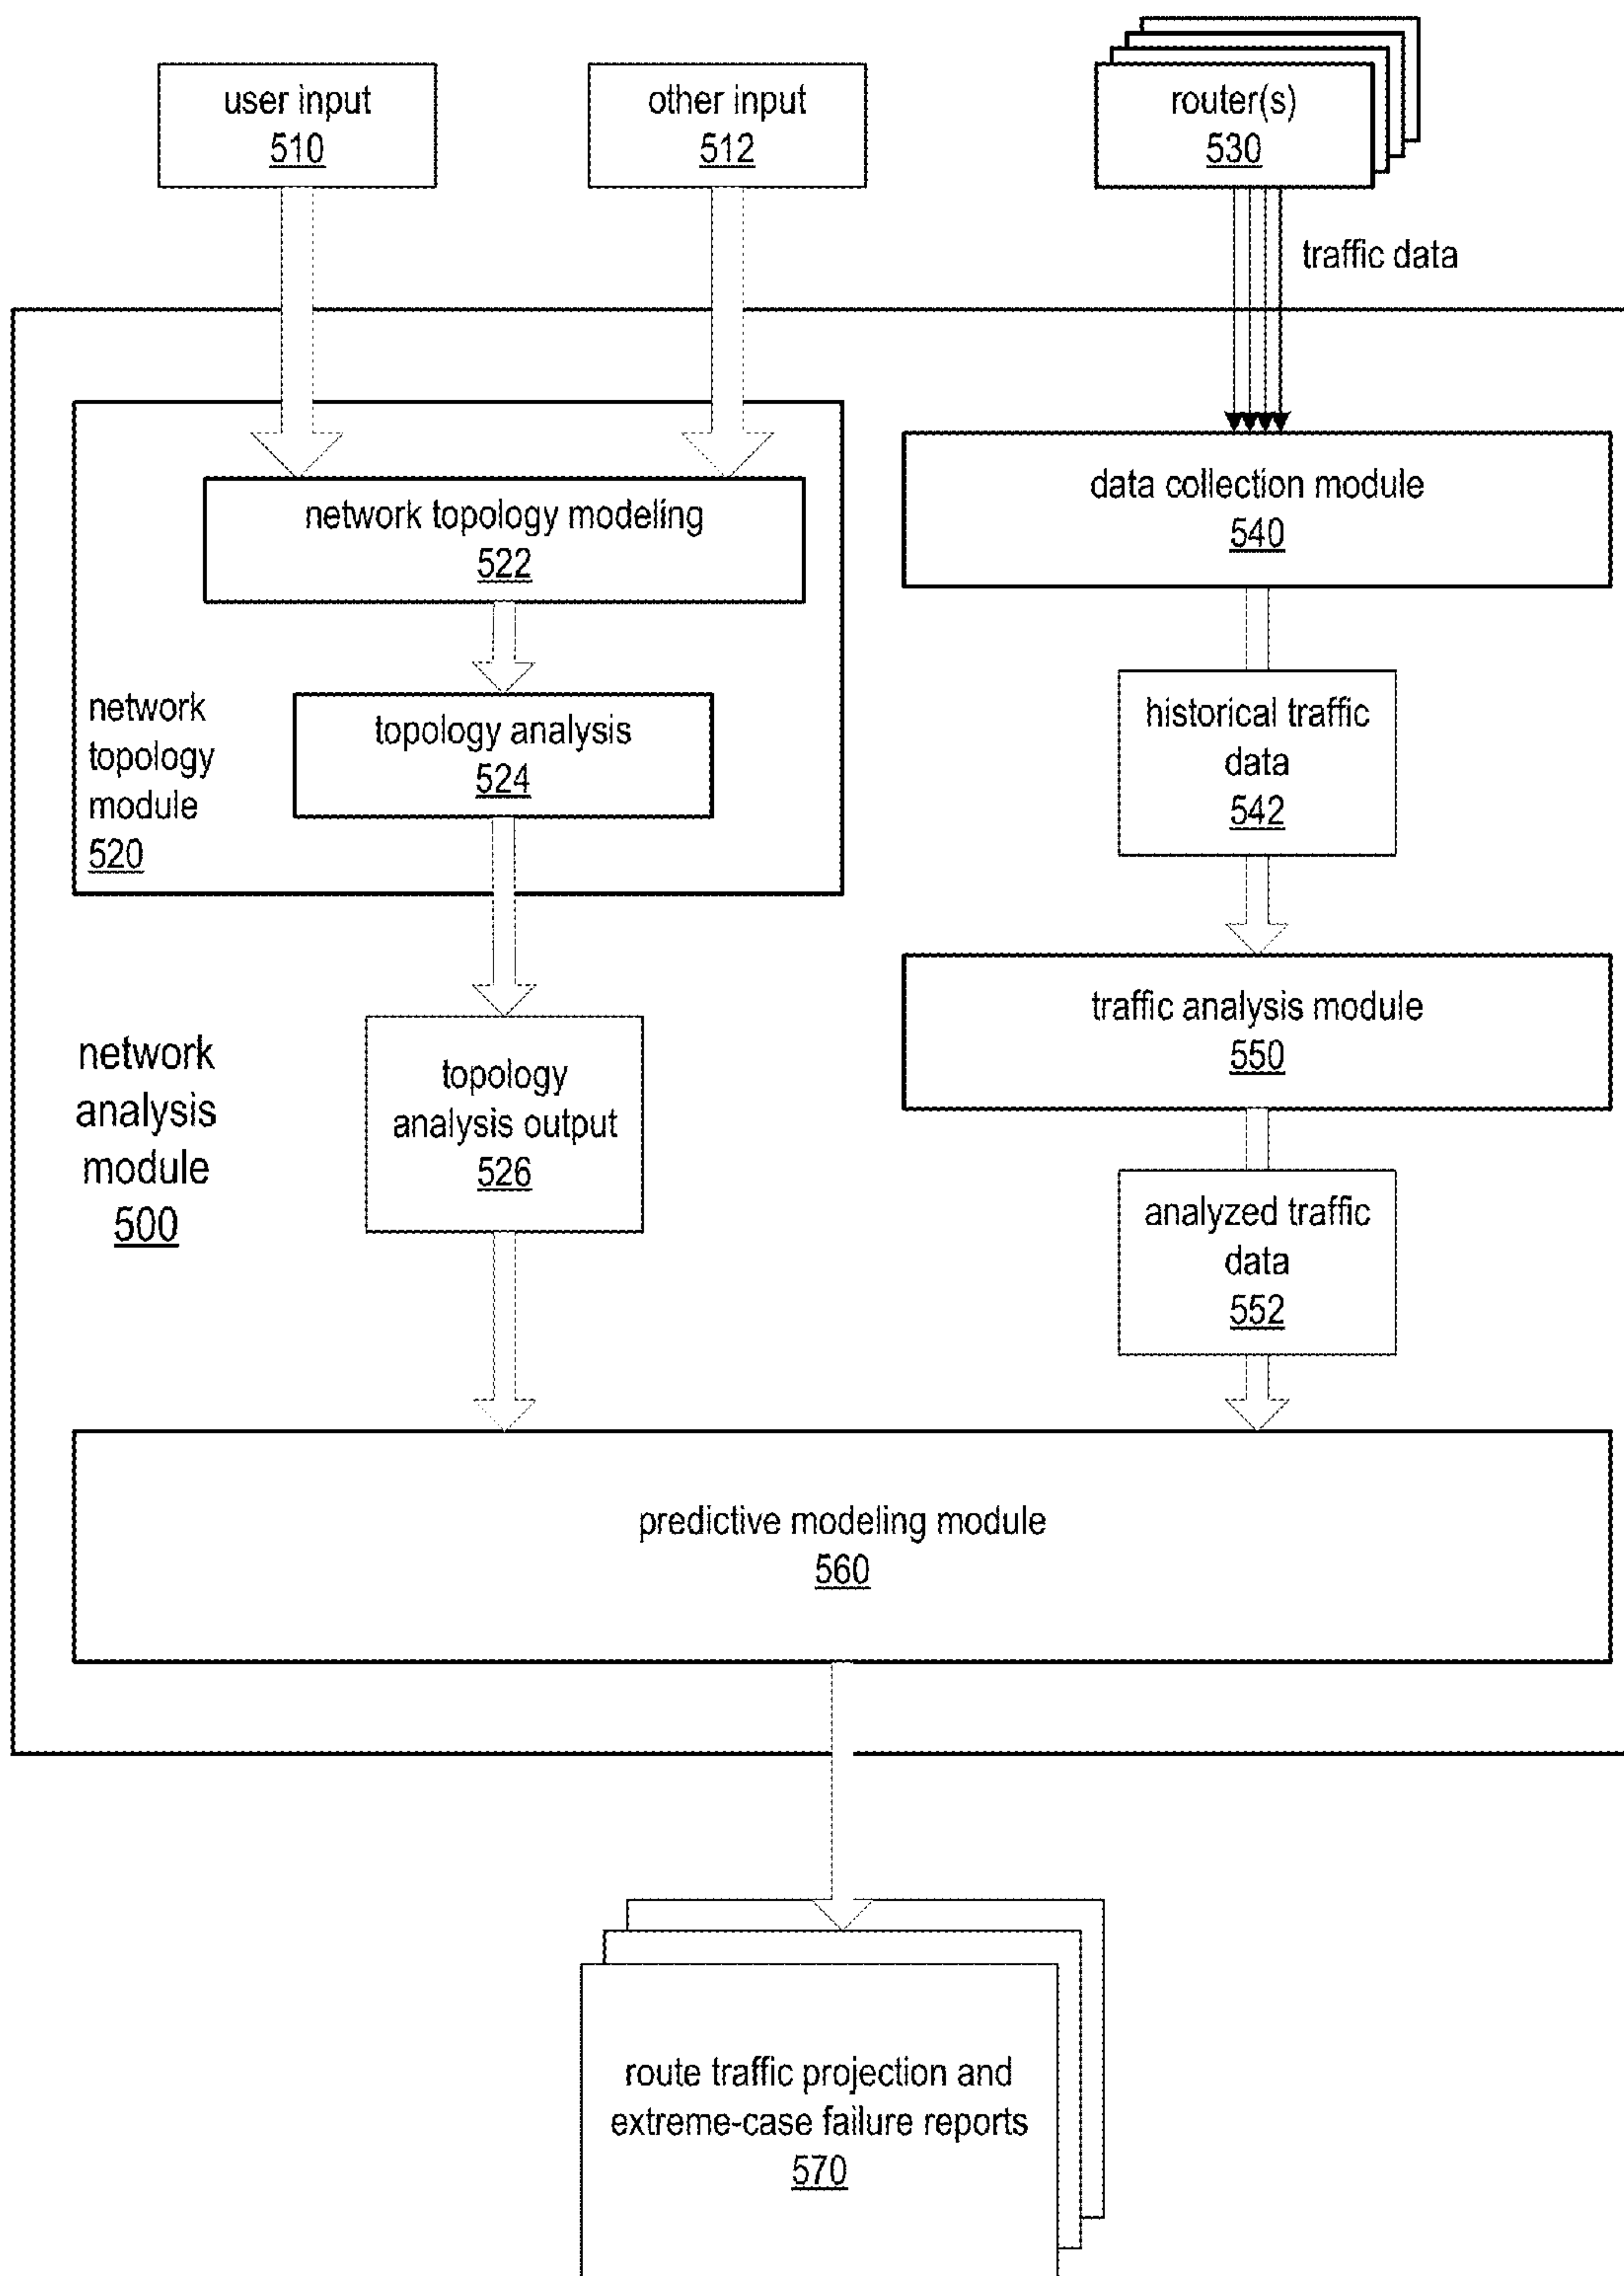 user input
510
other input
512
router(s)
530
traffic data
network topology modeling
522
data collection module
540
network
topology
module
520
topology analysis
524
historical traffic
data
542
network
analysis
module
500
topology
analysis output
526
traffic analysis module
550
analyzed traffic
data
552
predictive modeling module
560
route traffic projection and
extreme-case failure reports
570